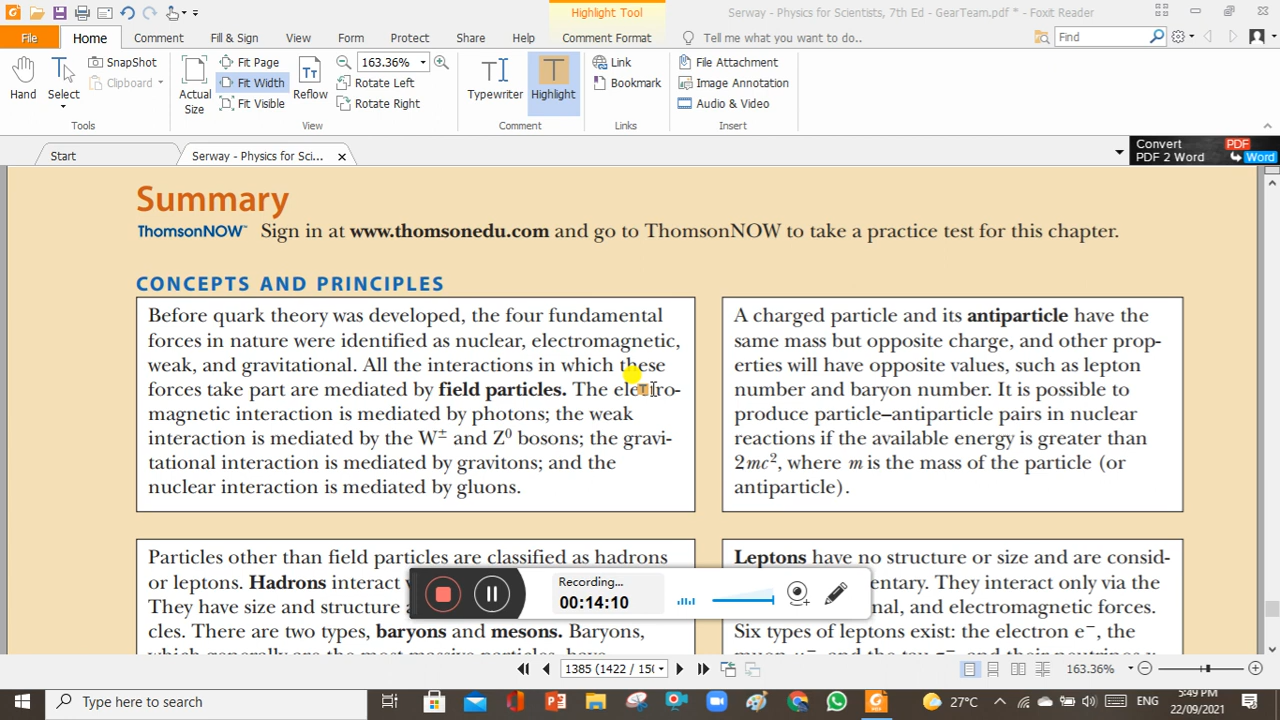 Highlight Tool
Serway - Physics for Scientists, 7th Ed - GearTeam.pdf * - Foxit Reader
File
Home
Comment
Fill & Sign
View
Form
Protect
Share
Help
Comment Format
Tell me what you want to do..
Find
Hand
Select
SnapShot
Clipboard
Tools
Actual
Size
Fit Page
Fit Width
Fit Visible
Reflow
163.36%
Rotate Left
Rotate Right
View
Typewriter
Highlight
Comment
Link
Bookmark
Links
File Attachment
Image Annotation
Audio & Video
Insert
Start
Serway - Physics for Sci...
Convert PDF
PDF 2 Word Word
Summary
ThomsonNOW™ Sign in at www.thomsonedu.com and go to ThomsonNOW to take a practice test for this chapter.
CONCEPTS AND PRINCIPLES
Before quark theory was developed, the four fundamental
forces in nature were identified as nuclear, electromagnetic,
weak, and gravitational. All the interactions in which these
forces take part are mediated by field particles. The electro-
magnetic interaction is mediated by photons; the weak
interaction is mediated by the W± and Z⁰ bosons; the gravi-
tational interaction is mediated by gravitons; and the
nuclear interaction is mediated by gluons.
A charged particle and its antiparticle have the
same mass but opposite charge, and other prop-
erties will have opposite values, such as lepton
number and baryon number. It is possible to
produce particle–antiparticle pairs in nuclear
reactions if the available energy is greater than
2mc², where m is the mass of the particle (or
antiparticle).
Particles other than field particles are classified as hadrons
or leptons. Hadrons interact
They have size and structure
cles. There are two types, baryons and mesons. Baryons,
which generally are the most massive particles, have
Leptons have no structure or size and are consid-
They interact only via the
and electromagnetic forces.
Six types of leptons exist: the electron e⁻, the
and their neutrinos
Recording...
00:14:10
1385 (1422 / 150
163.36%
Type here to search
27°C
ENG
5:49 PM
22/09/2021